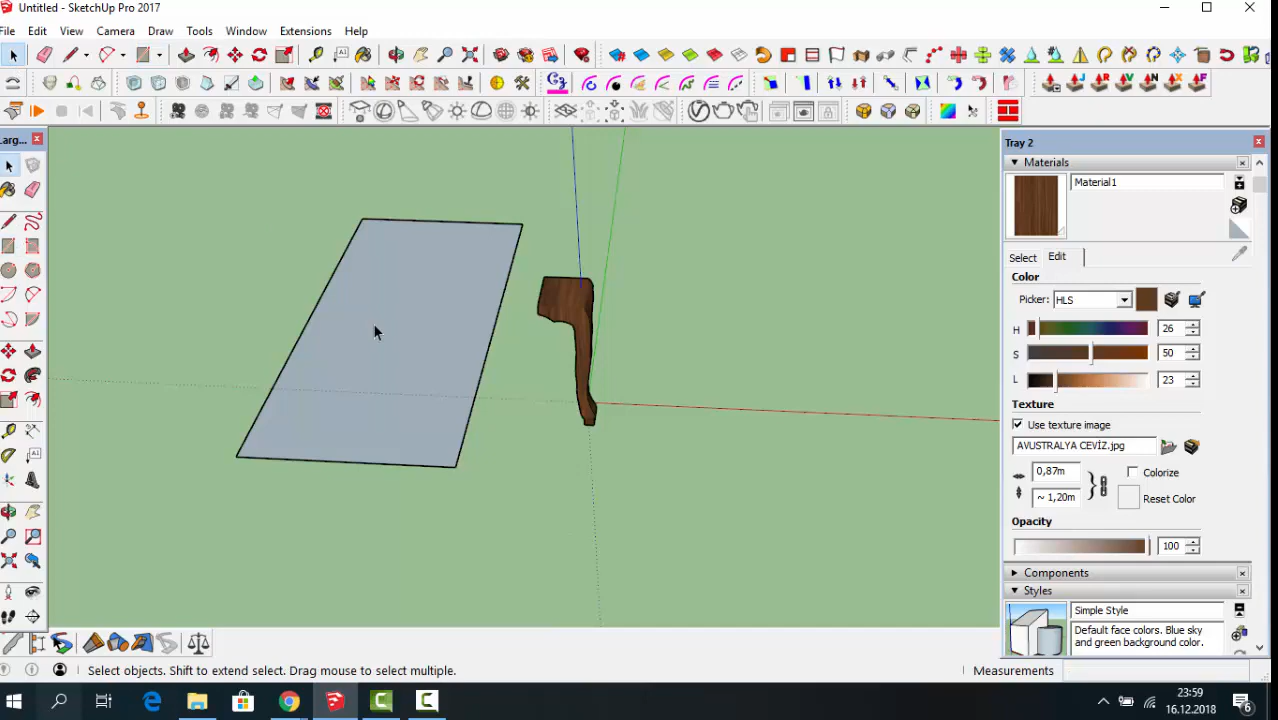 Untitled - SketchUp Pro 2017
File Edit View Camera Draw Tools Window Extensions Help
Larg...
Tray 2
Materials
Material1
Select Edit
Color
Picker: HLS
H 26
S 50
L 23
Texture
Use texture image
AVUSTRALYA CEVİZ.jpg
0,87m Colorize
~ 1,20m Reset Color
Opacity
100
Components
Styles
Simple Style
Default face colors. Blue sky
and green background color.
Select objects. Shift to extend select. Drag mouse to select multiple.
Measurements
23:59
16.12.2018
6